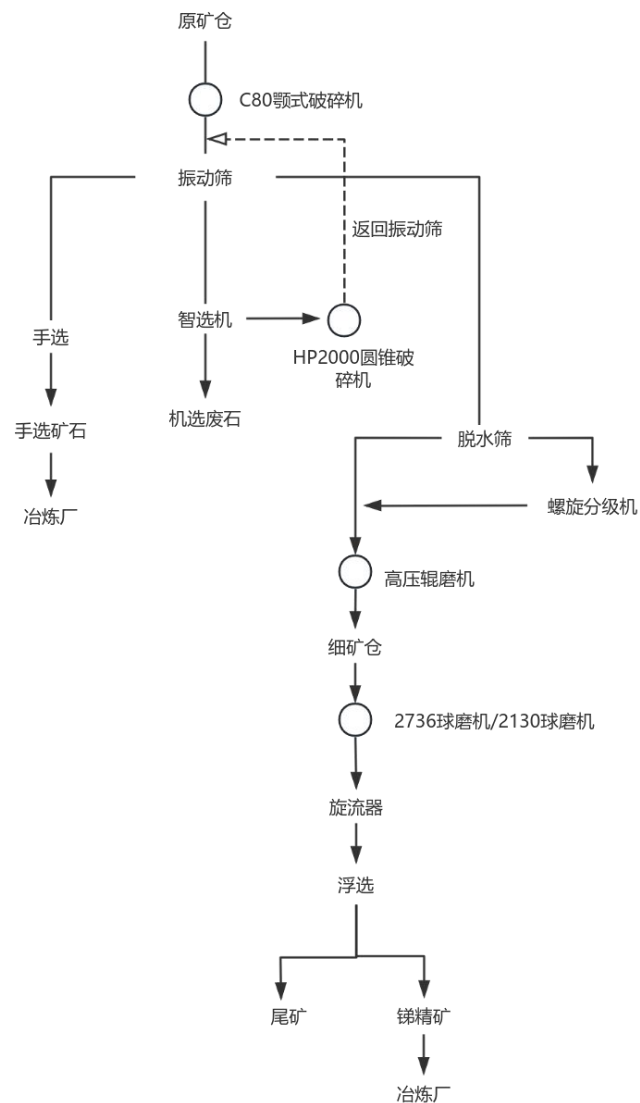 原矿仓
C80颚式破碎机
振动筛
返回振动筛
智选机
手选
HP2000圆锥破
碎机
机选废石
手选矿石
脱水筛
冶炼厂
螺旋分级机
高压辊磨机
细矿仓
2736球磨机/2130球磨机
旋流器
浮选
尾矿
锑精矿
冶炼厂